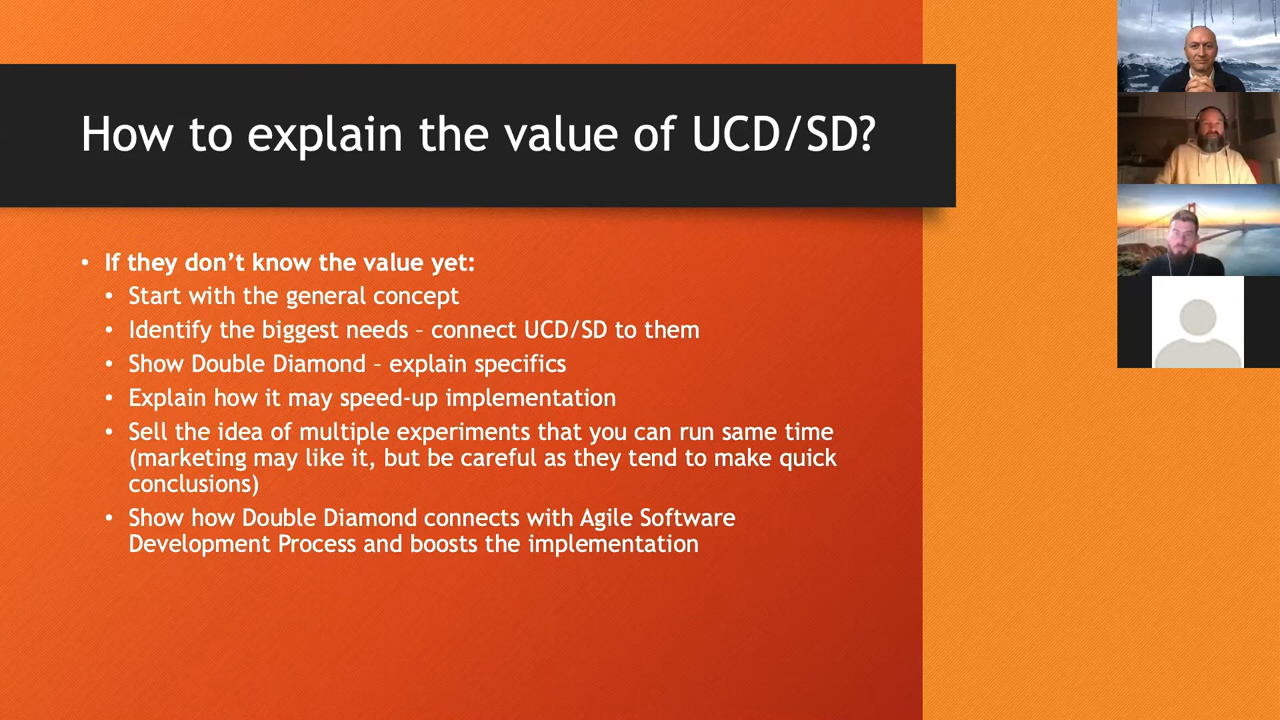 How to explain the value of UCD/SD?
• If they don’t know the value yet:
• Start with the general concept
• Identify the biggest needs – connect UCD/SD to them
• Show Double Diamond – explain specifics
• Explain how it may speed-up implementation
• Sell the idea of multiple experiments that you can run same time
(marketing may like it, but be careful as they tend to make quick
conclusions)
• Show how Double Diamond connects with Agile Software
Development Process and boosts the implementation